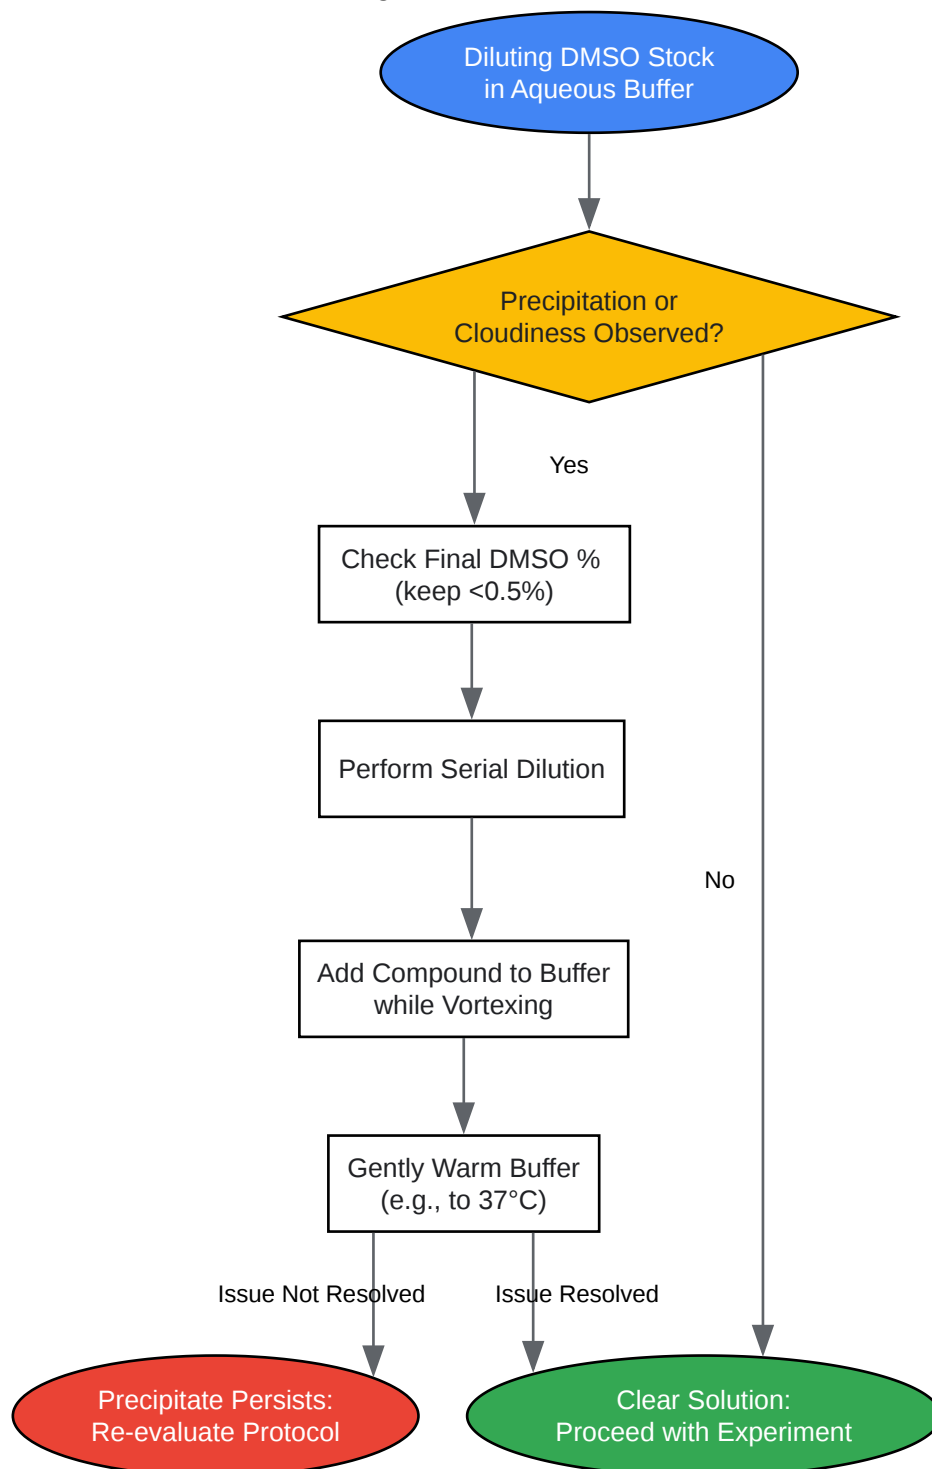 Diluting DMSO Stock
in Aqueous Buffer
Precipitation or
Cloudiness Observed?
Yes
Check Final DMSO %
(keep <0.5%)
Perform Serial Dilution
No
Add Compound to Buffer
while Vortexing
Gently Warm Buffer
(e.g., to 37°C)
Issue Not Resolved
Issue Resolved
Precipitate Persists:
Re-evaluate Protocol
Clear Solution:
Proceed with Experiment